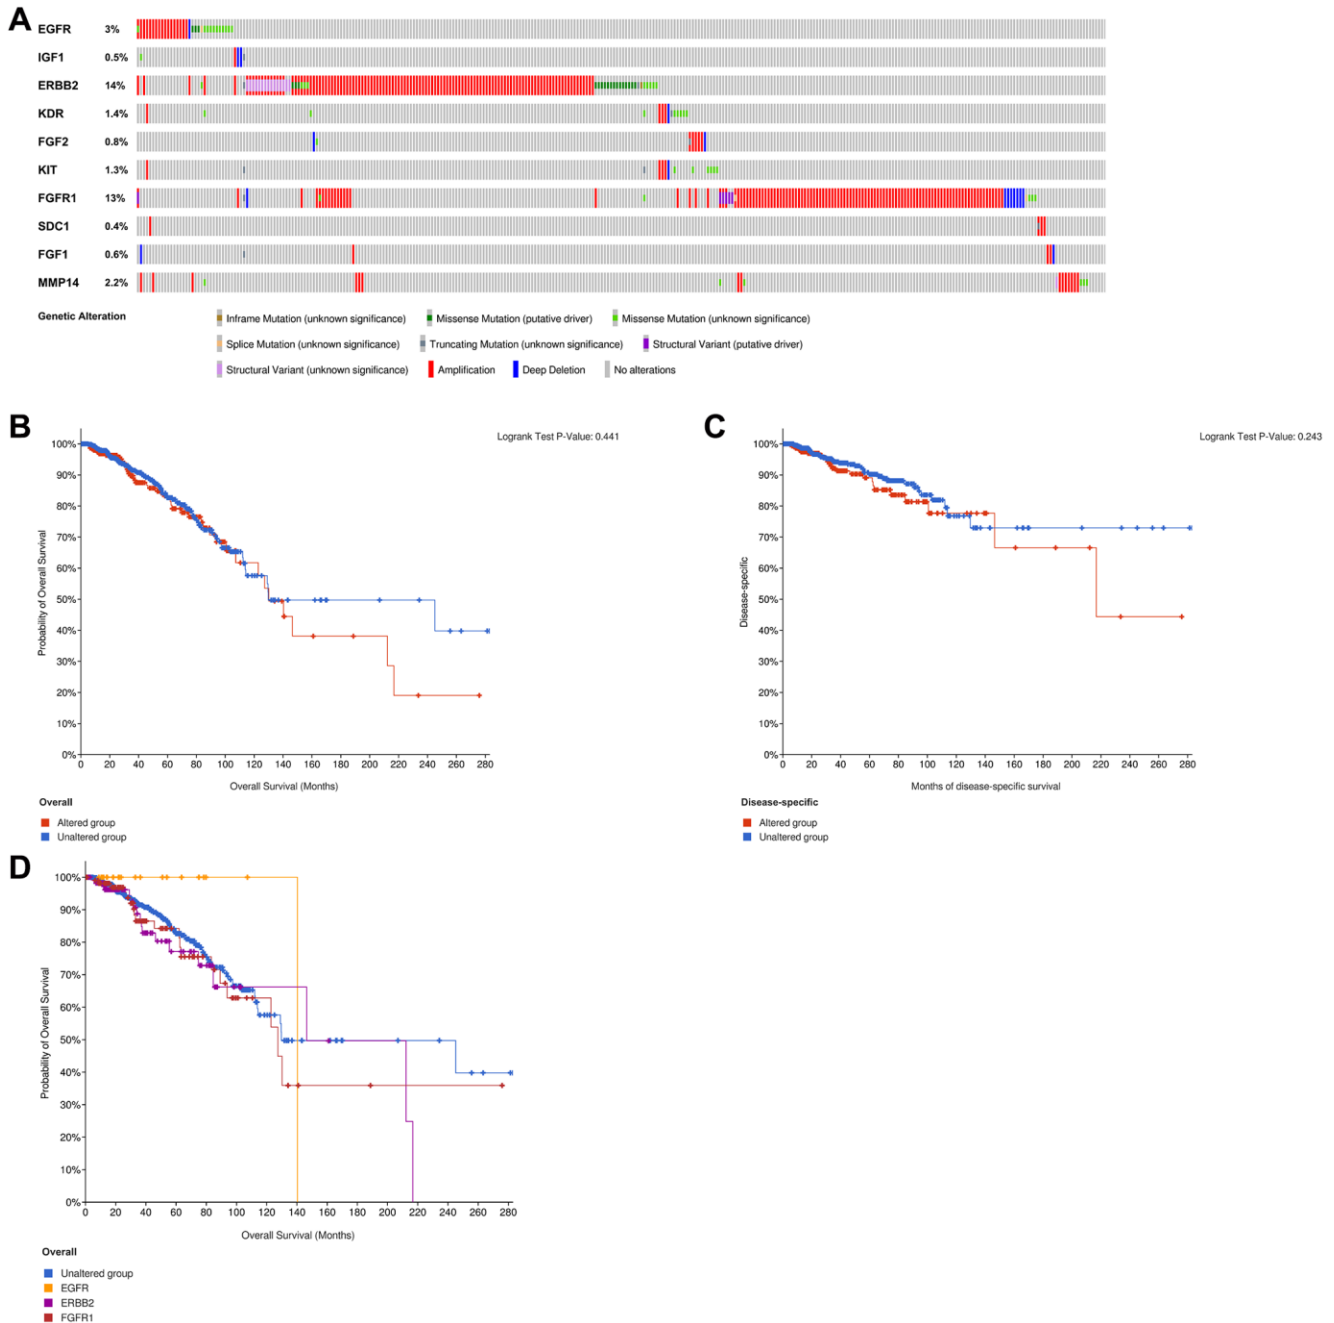 A
EGFR 3%
IGF1 0.5%
ERBB2 14%
KDR 1.4%
FGF2 0.8%
KIT 1.3%
FGFR1 13%
SDC1 0.4%
FGF1 0.6%
MMP14 2.2%
Genetic Alteration
Inframe Mutation (unknown significance) Missense Mutation (putative driver) Missense Mutation (unknown significance)
Splice Mutation (unknown significance) Truncating Mutation (unknown significance) Structural Variant (putative driver)
Structural Variant (unknown significance) Amplification Deep Deletion No alterations
B
Logrank Test P-Value: 0.441
Probability of Overall Survival
100%
90%
80%
70%
60%
50%
40%
30%
20%
10%
0%
0 20 40 60 80 100 120 140 160 180 200 220 240 260 280
Overall Survival (Months)
Overall
Altered group
Unaltered group
C
Logrank Test P-Value: 0.243
Disease-specific
100%
90%
80%
70%
60%
50%
40%
30%
20%
10%
0%
0 20 40 60 80 100 120 140 160 180 200 220 240 260 280
Months of disease-specific survival
Disease-specific
Altered group
Unaltered group
D
Probability of Overall Survival
100%
90%
80%
70%
60%
50%
40%
30%
20%
10%
0%
0 20 40 60 80 100 120 140 160 180 200 220 240 260 280
Overall Survival (Months)
Overall
Unaltered group
EGFR
ERBB2
FGFR1